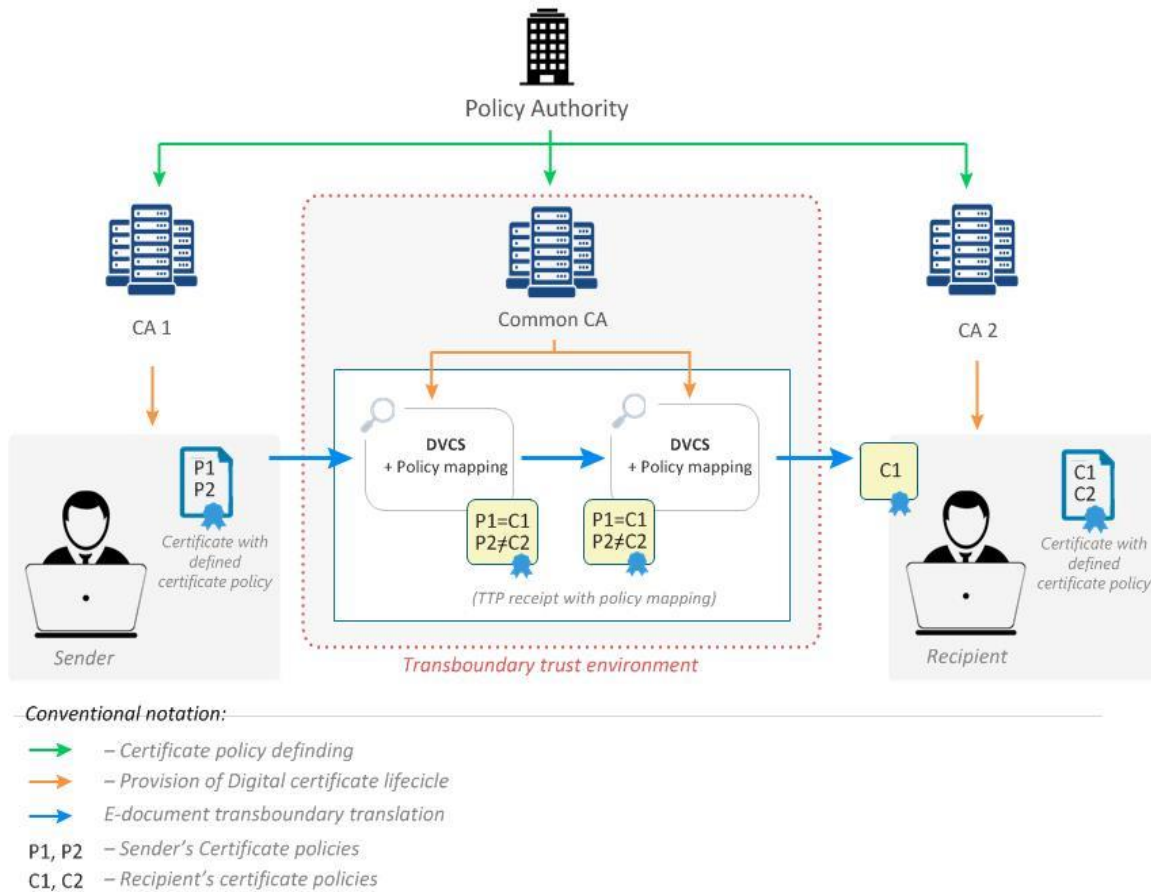 Policy Authority
CA 1
Common CA
CA 2
DVCS
+ Policy mapping
DVCS
+ Policy mapping
P1
P2
C1
C1
C2
P1=C1
P2≠C2
P1=C1
P2≠C2
Certificate with
defined
certificate policy
Certificate with
defined
certificate policy
(TTP receipt with policy mapping)
Sender
Transboundary trust environment
Recipient
Conventional notation:
– Certificate policy definding
– Provision of Digital certificate lifecicle
E-document transboundary translation
P1, P2 – Sender's Certificate policies
C1, C2 – Recipient's certificate policies